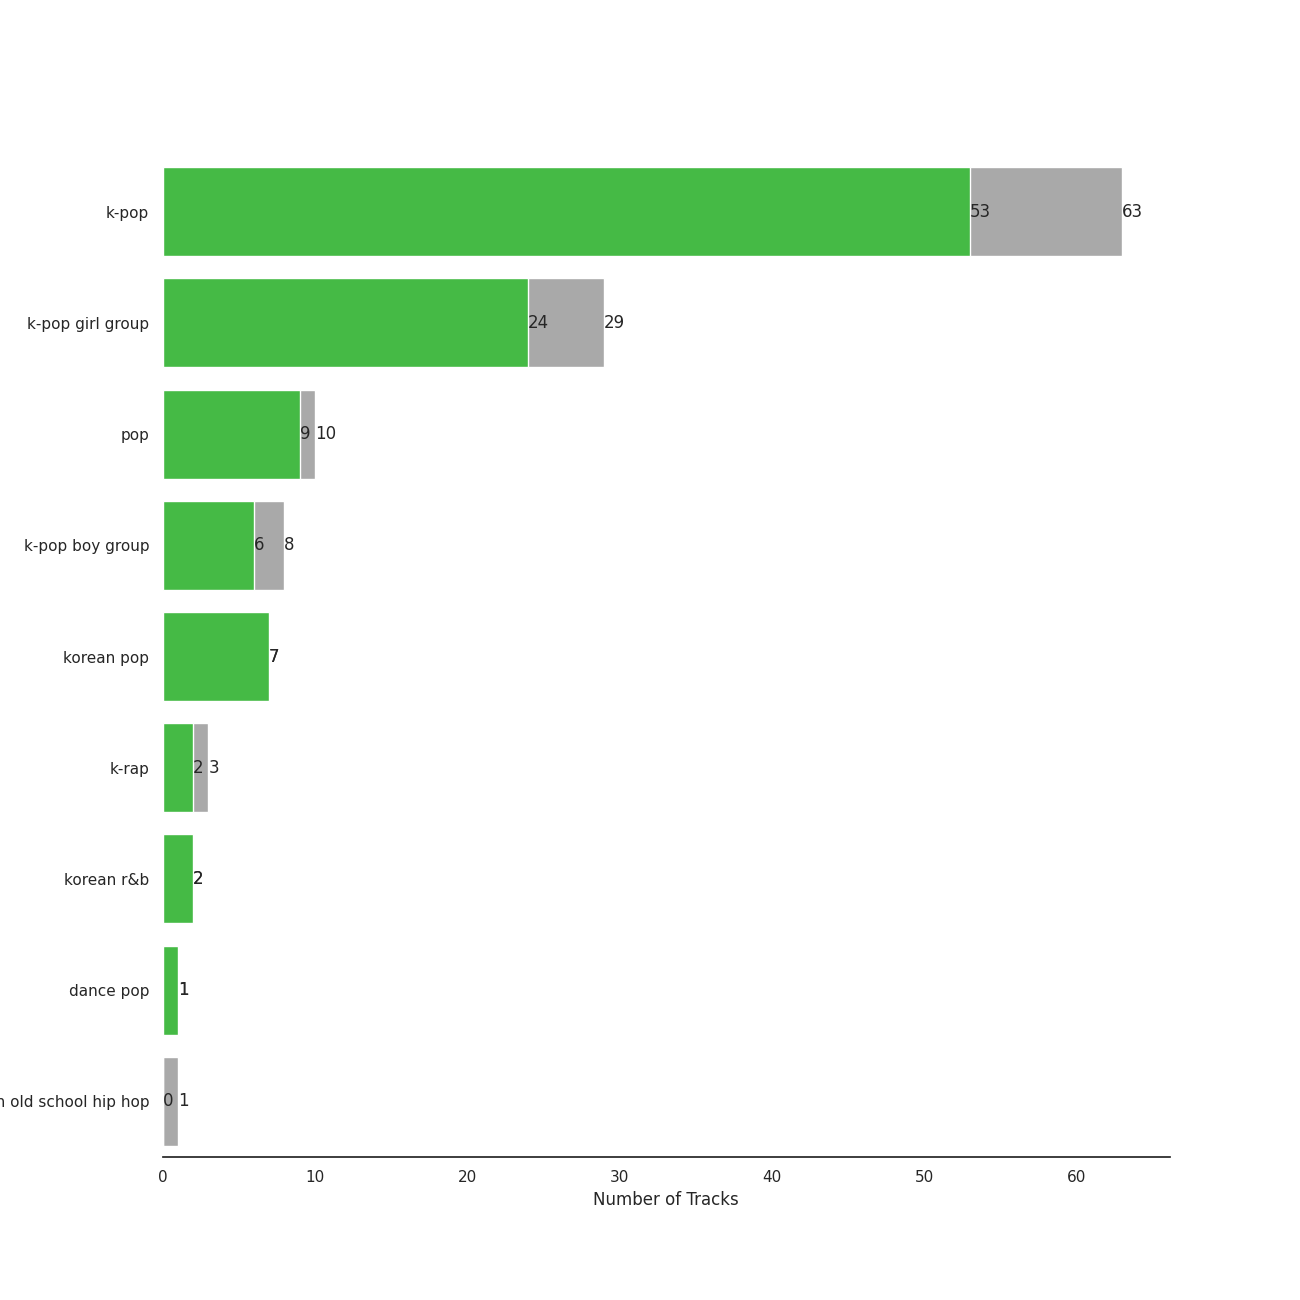 k-pop 53 63
k-pop girl group 24 29
pop 9 10
k-pop boy group 6 8
korean pop 7
k-rap 2 3
korean r&b 2
dance pop 1
old school hip hop 0 1
0 10 20 30 40 50 60
Number of Tracks